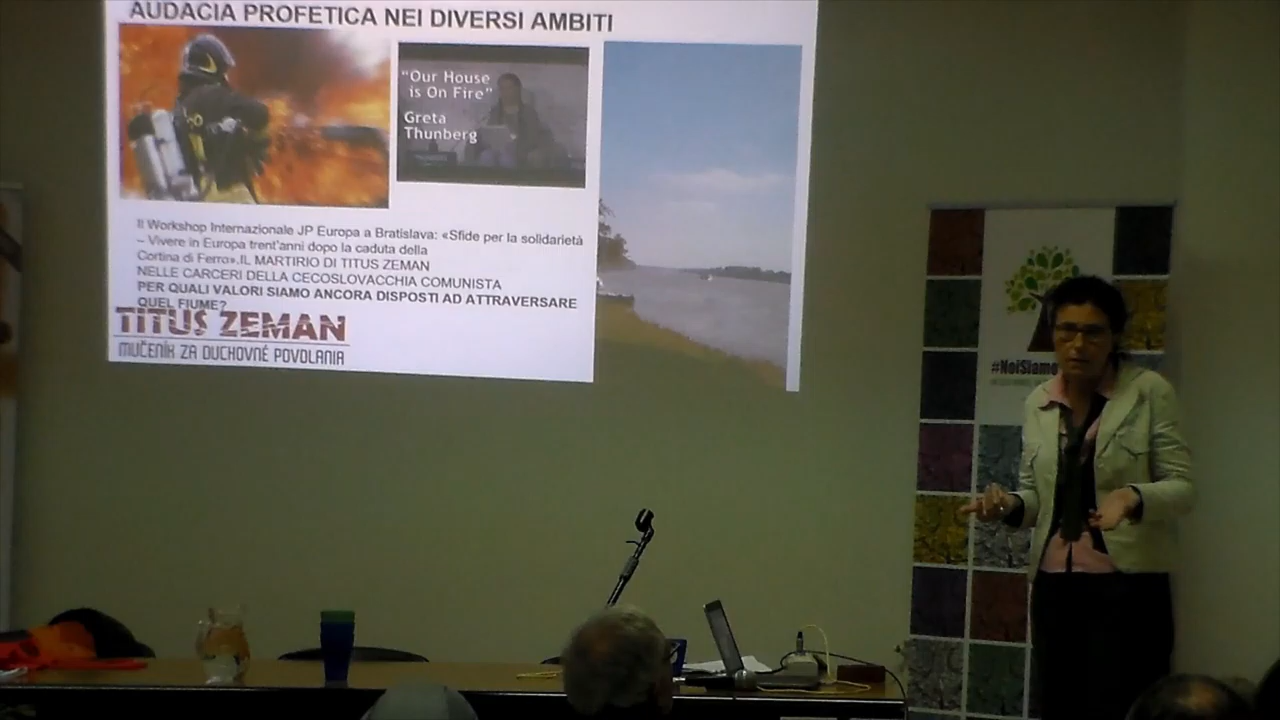 AUDACIA PROFETICA NEI DIVERSI AMBITI
"Our House
is On Fire"
Greta
Thunberg
Il Workshop Internazionale JP Europa a Bratislava: «Sfide per la solidarietà
– Vivere in Europa trent'anni dopo la caduta della
Cortina di Ferro».IL MARTIRIO DI TITUS ZEMAN
NELLE CARCERI DELLA CECOSLOVACCHIA COMUNISTA
PER QUALI VALORI SIAMO ANCORA DISPOSTI AD ATTRAVERSARE
QUEL FIUME?
TITUS ZEMAN
MUČENÍK ZA DUCHOVNÉ POVOLANIA
#NoiSiamo